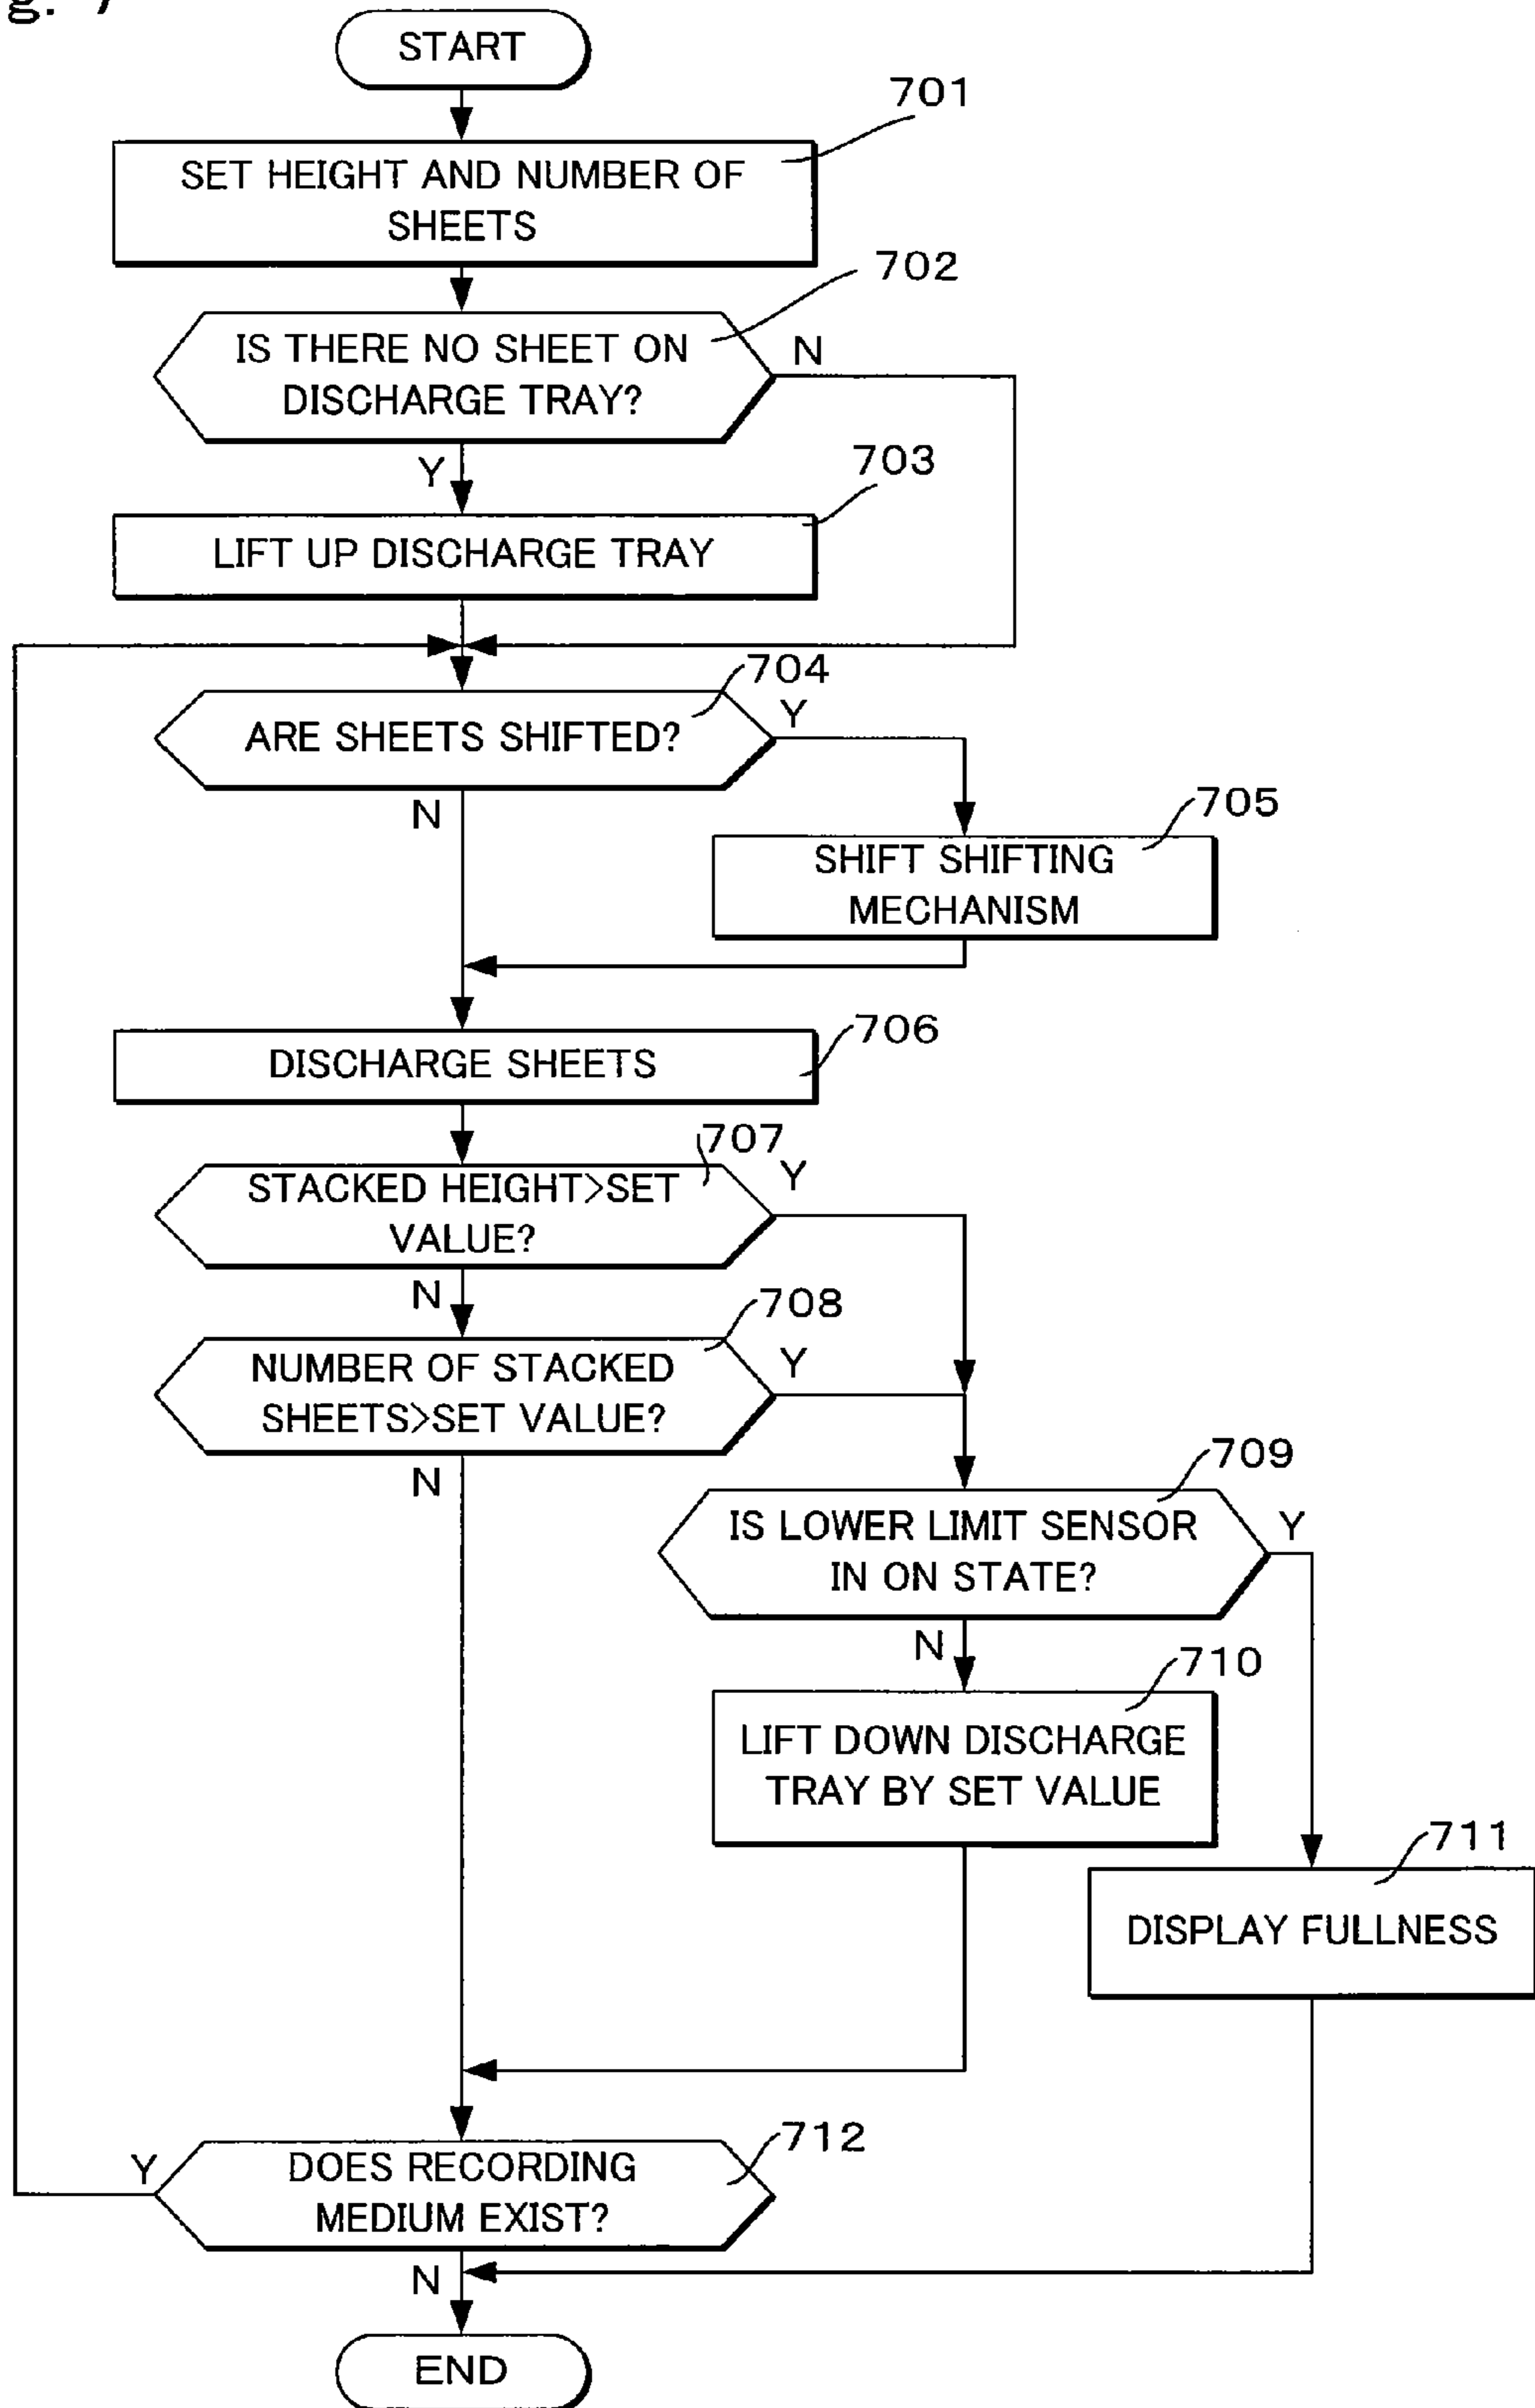 g. 7
START
701
SET HEIGHT AND NUMBER OF
SHEETS
702
IS THERE NO SHEET ON
DISCHARGE TRAY?
N
Y
703
LIFT UP DISCHARGE TRAY
704
ARE SHEETS SHIFTED?
Y
N
705
SHIFT SHIFTING
MECHANISM
706
DISCHARGE SHEETS
707
STACKED HEIGHT>SET
VALUE?
Y
N
708
NUMBER OF STACKED
SHEETS>SET VALUE?
Y
N
709
IS LOWER LIMIT SENSOR
IN ON STATE?
Y
N
710
LIFT DOWN DISCHARGE
TRAY BY SET VALUE
711
DISPLAY FULLNESS
712
DOES RECORDING
MEDIUM EXIST?
Y
N
END